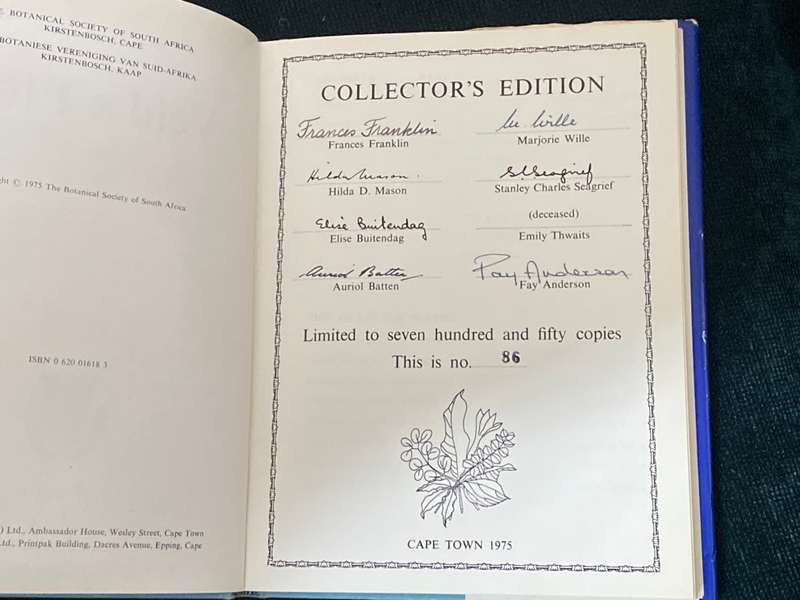 BOTANICAL SOCIETY OF SOUTH AFRICA
KIRSTENBOSCH, CAPE
BOTANIESE VERENIGING VAN SUID-AFRIKA
KIRSTENBOSCH, KAAP
© 1975 The Botanical Society of South Africa
ISBN 0 620 01618 3
Ltd., Ambassador House, Wesley Street, Cape Town
Ltd., Printpak Building, Dacres Avenue, Epping, Cape
COLLECTOR'S EDITION
Frances Franklin
Frances Franklin
M. Wille
Marjorie Wille
Hilda Mason.
Hilda D. Mason
S.C. Seagrief
Stanley Charles Seagrief
Elise Buitendag
Elise Buitendag
(deceased)
Emily Thwaits
Auriol Batten
Auriol Batten
Fay Anderson
Fay Anderson
Limited to seven hundred and fifty copies
This is no. 86
CAPE TOWN 1975